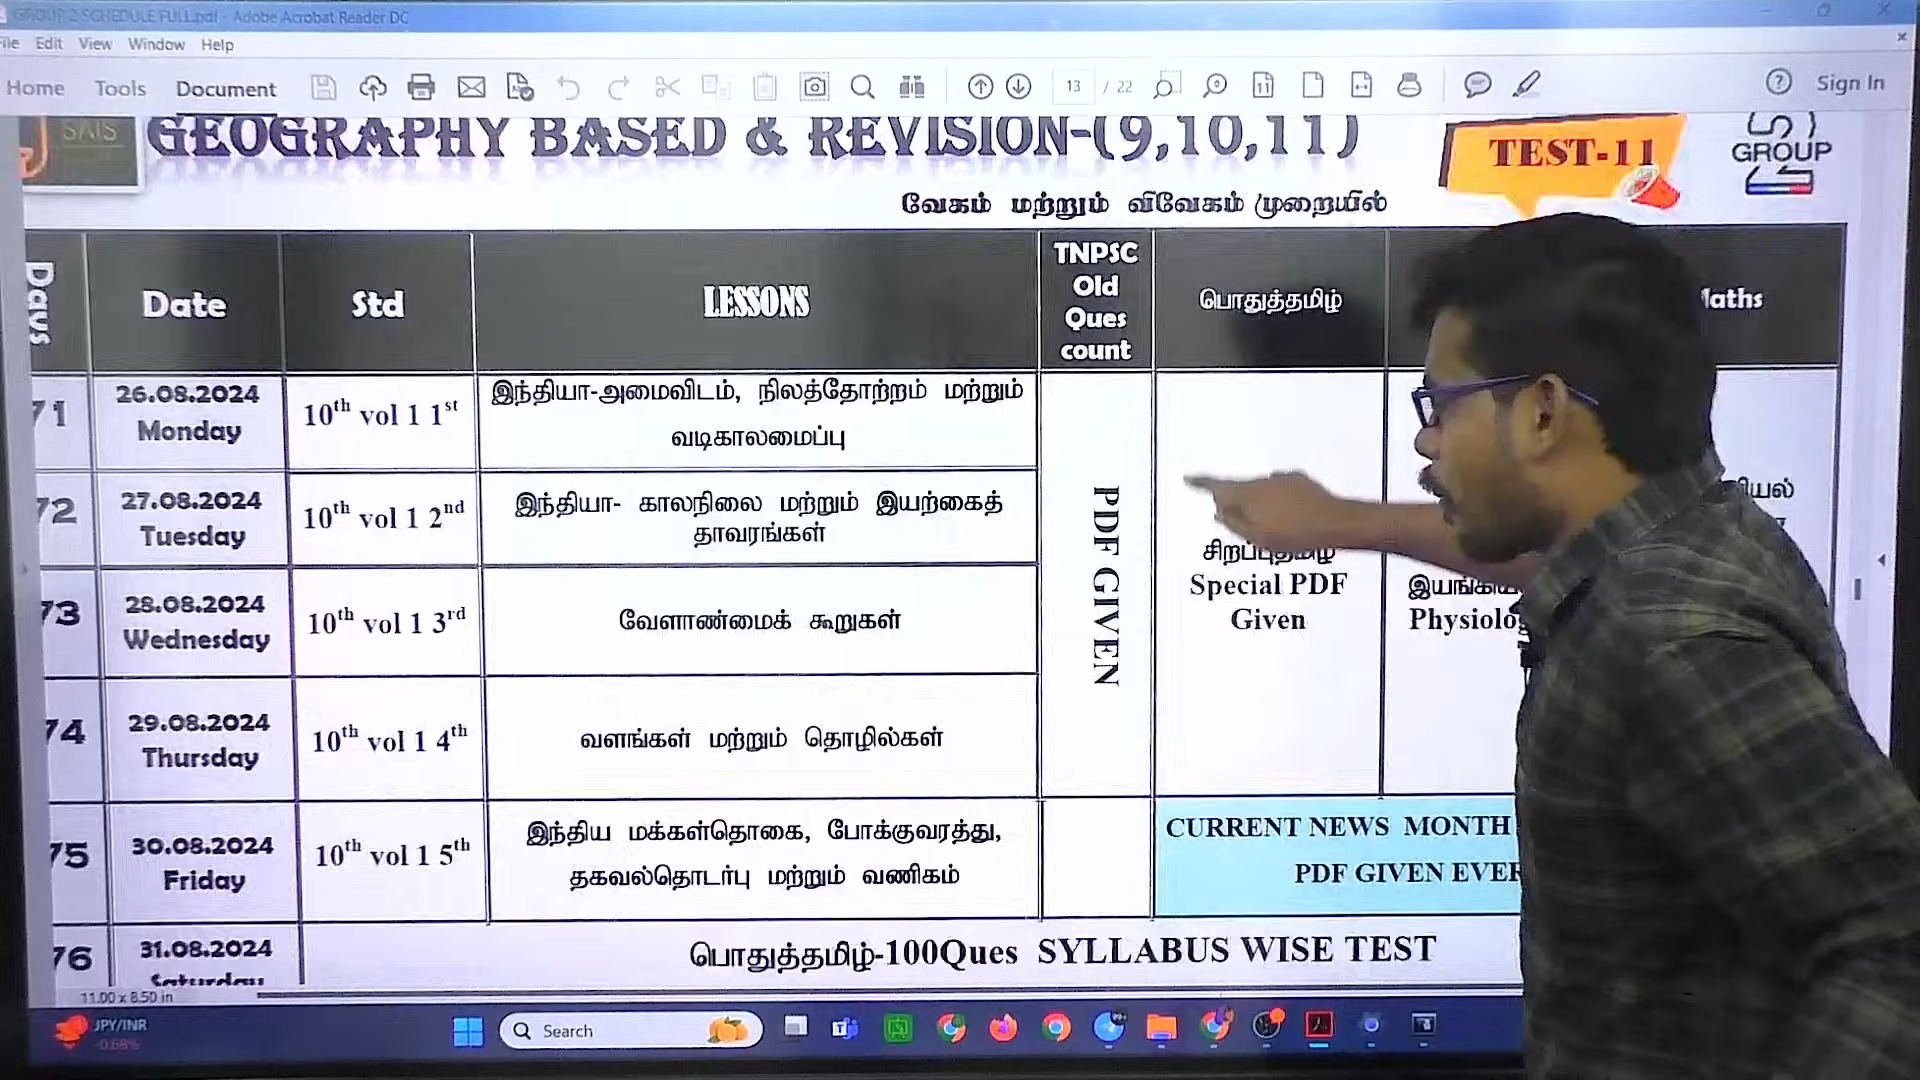 GROUP 2 SCHEDULE FULL.pdf - Adobe Acrobat Reader DC
File Edit View Window Help
Home Tools Document 13 / 22 Sign In
SAIS GEOGRAPHY BASED & REVISION-(9,10,11) TEST-11 GROUP
வேகம் மற்றும் விவேகம் முறையில்
Days Date Std LESSONS TNPSC Old Ques count பொதுத்தமிழ் Maths
71 26.08.2024 Monday 10th vol 1 1st இந்தியா-அமைவிடம், நிலத்தோற்றம் மற்றும்
வடிகாலமைப்பு
72 27.08.2024 Tuesday 10th vol 1 2nd இந்தியா- காலநிலை மற்றும் இயற்கைத்
தாவரங்கள்
PDF GIVEN
சிறப்புத்தமிழ்
Special PDF
Given
73 28.08.2024 Wednesday 10th vol 1 3rd வேளாண்மைக் கூறுகள்
74 29.08.2024 Thursday 10th vol 1 4th வளங்கள் மற்றும் தொழில்கள்
75 30.08.2024 Friday 10th vol 1 5th இந்திய மக்கள்தொகை, போக்குவரத்து,
தகவல்தொடர்பு மற்றும் வணிகம்
CURRENT NEWS MONTH
PDF GIVEN
76 31.08.2024 Saturday பொதுத்தமிழ்-100Ques SYLLABUS WISE TEST
11.00 x 8.50 in
JPY/INR
-0.68%
Search